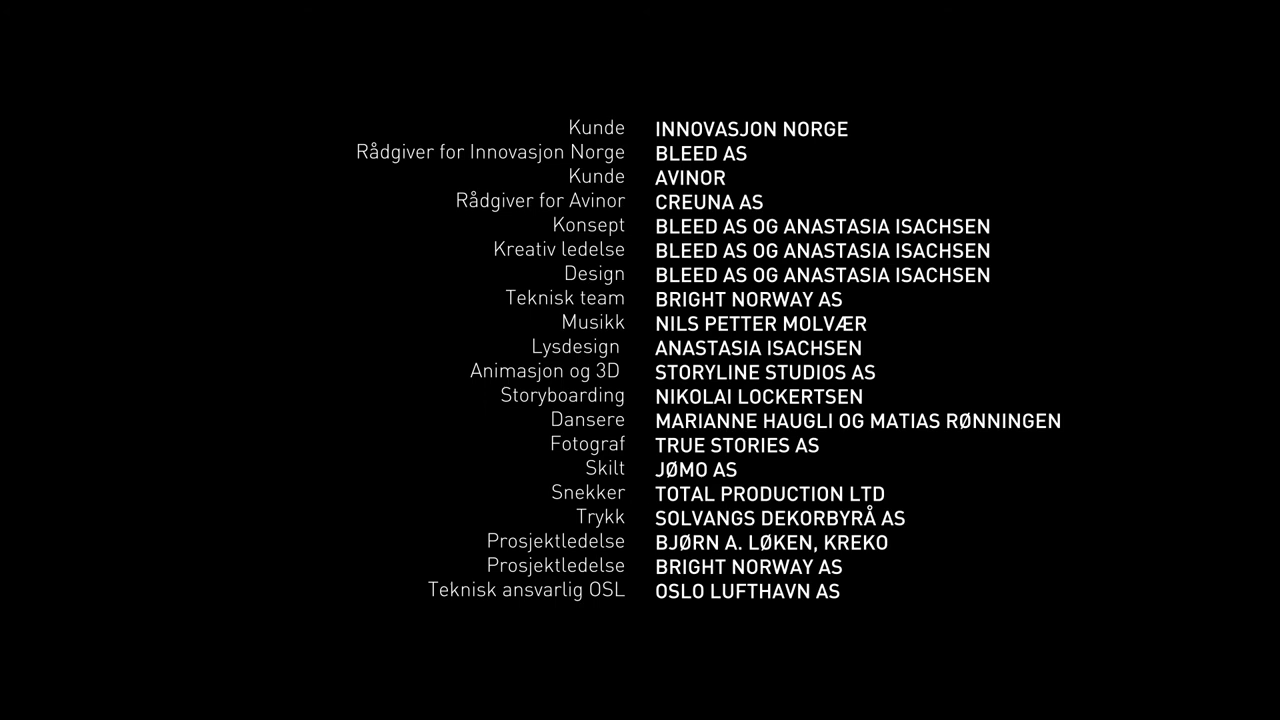 Kunde INNOVASJON NORGE
Rådgiver for Innovasjon Norge BLEED AS
Kunde AVINOR
Rådgiver for Avinor CREUNA AS
Konsept BLEED AS OG ANASTASIA ISACHSEN
Kreativ ledelse BLEED AS OG ANASTASIA ISACHSEN
Design BLEED AS OG ANASTASIA ISACHSEN
Teknisk team BRIGHT NORWAY AS
Musikk NILS PETTER MOLVÆR
Lysdesign ANASTASIA ISACHSEN
Animasjon og 3D STORYLINE STUDIOS AS
Storyboarding NIKOLAI LOCKERTSEN
Dansere MARIANNE HAUGLI OG MATIAS RØNNINGEN
Fotograf TRUE STORIES AS
Skilt JØMO AS
Snekker TOTAL PRODUCTION LTD
Trykk SOLVANGS DEKORBYRÅ AS
Prosjektledelse BJØRN A. LØKEN, KREKO
Prosjektledelse BRIGHT NORWAY AS
Teknisk ansvarlig OSL OSLO LUFTHAVN AS